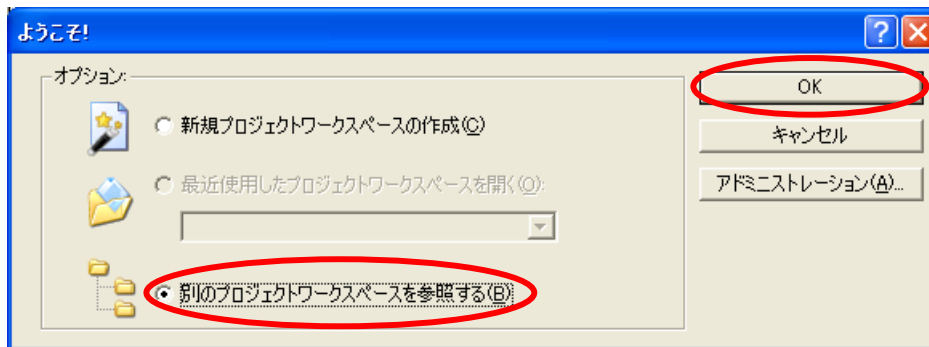 ようこそ!
オプション:
新規プロジェクトワークスペースの作成(C)
最近使用したプロジェクトワークスペースを開く(O):
別のプロジェクトワークスペースを参照する(B)
OK
キャンセル
アドミニストレーション(A)...